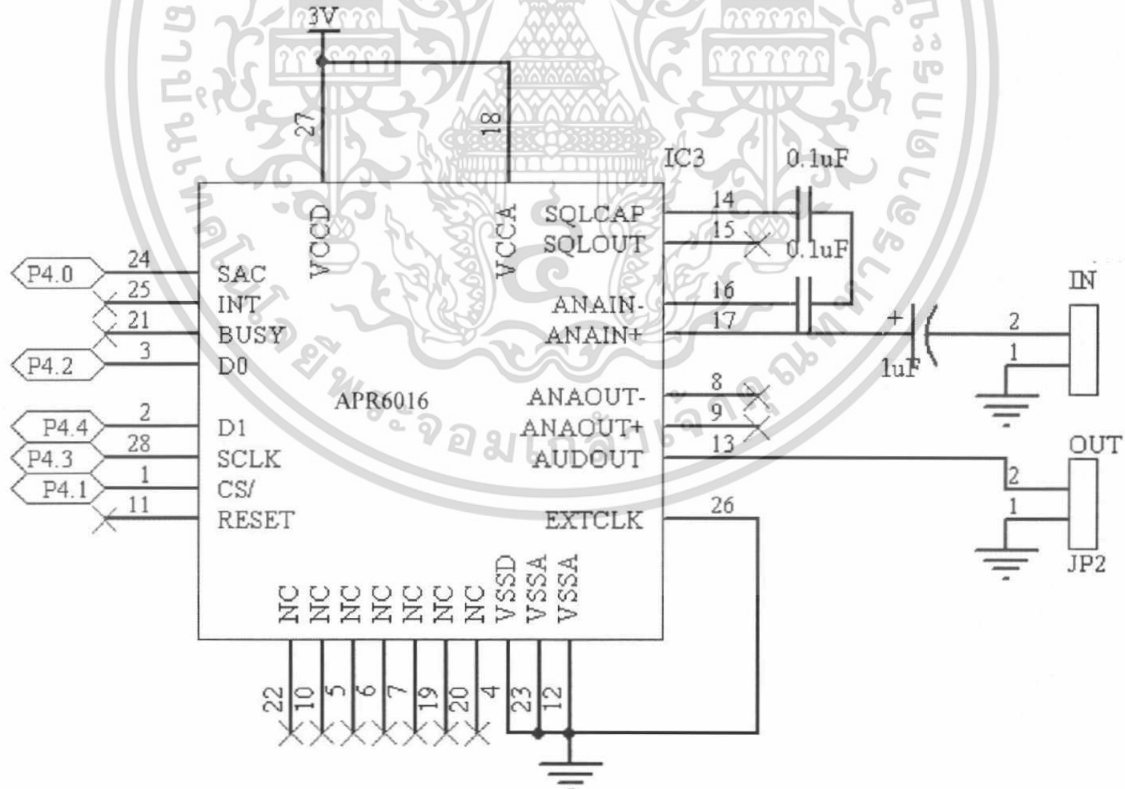 3V
27
18
IC3
0.1uF
VCCD
VCCA
SQLCAP
14
SQLOUT
15
0.1uF
P4.0
24
SAC
25
INT
ANAIN-
16
IN
21
BUSY
ANAIN+
17
+
2
P4.2
3
D0
1uF
1
APR6016
ANAOUT-
8
ANAOUT+
9
P4.4
2
D1
AUDOUT
13
OUT
P4.3
28
SCLK
2
P4.1
1
CS/
1
11
RESET
EXTCLK
26
JP2
NC
NC
NC
NC
NC
NC
NC
VSSD
VSSA
VSSA
22
10
5
6
7
19
20
4
23
12